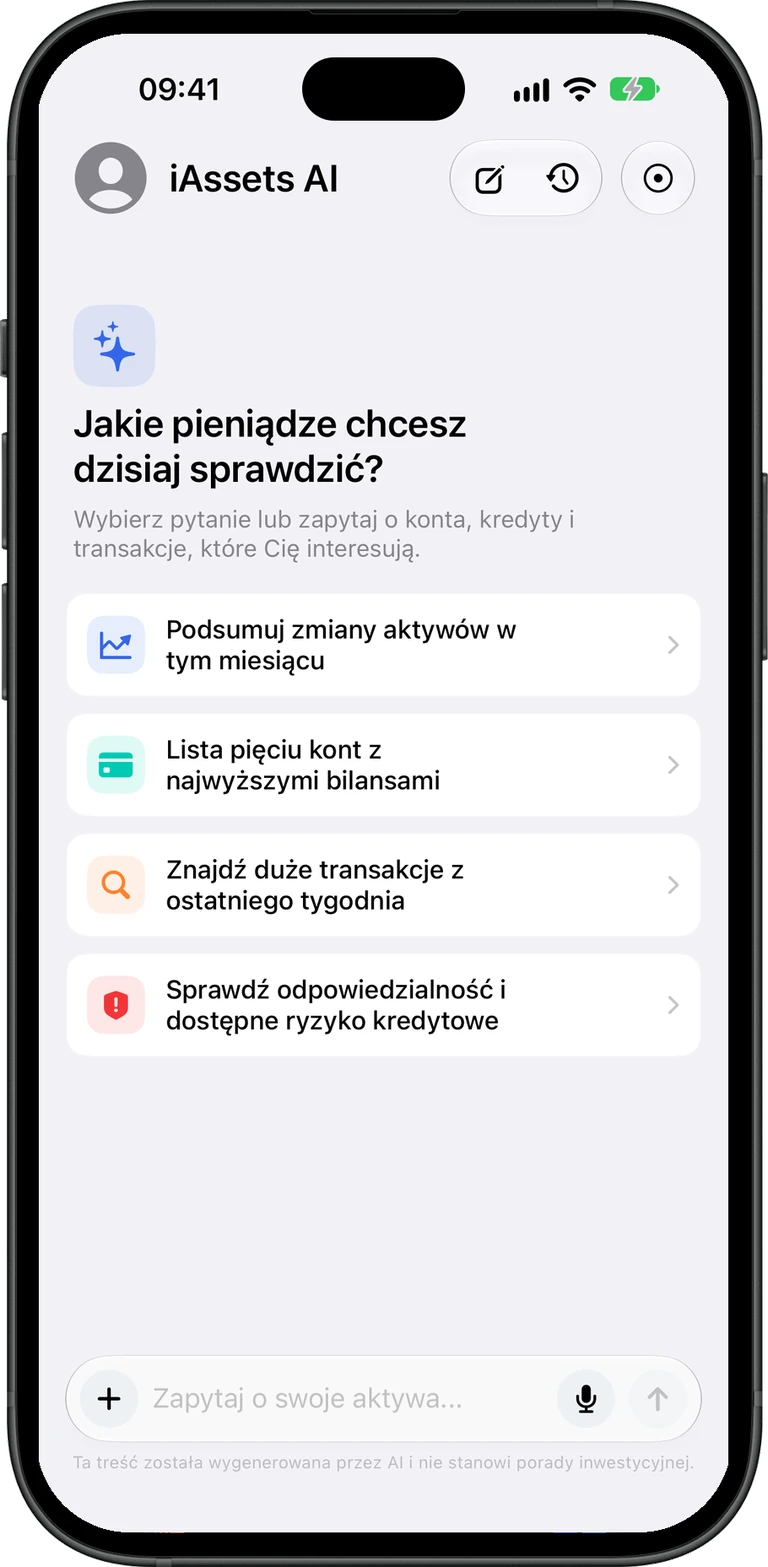 09:41
iAssets AI
Jakie pieniądze chcesz
dzisiaj sprawdzić?
Wybierz pytanie lub zapytaj o konta, kredyty i
transakcje, które Cię interesują.
Podsumuj zmiany aktywów w
tym miesiącu
Lista pięciu kont z
najwyższymi bilansami
Znajdź duże transakcje z
ostatniego tygodnia
Sprawdź odpowiedzialność i
dostępne ryzyko kredytowe
Zapytaj o swoje aktywa...
Ta treść została wygenerowana przez AI i nie stanowi porady inwestycyjnej.